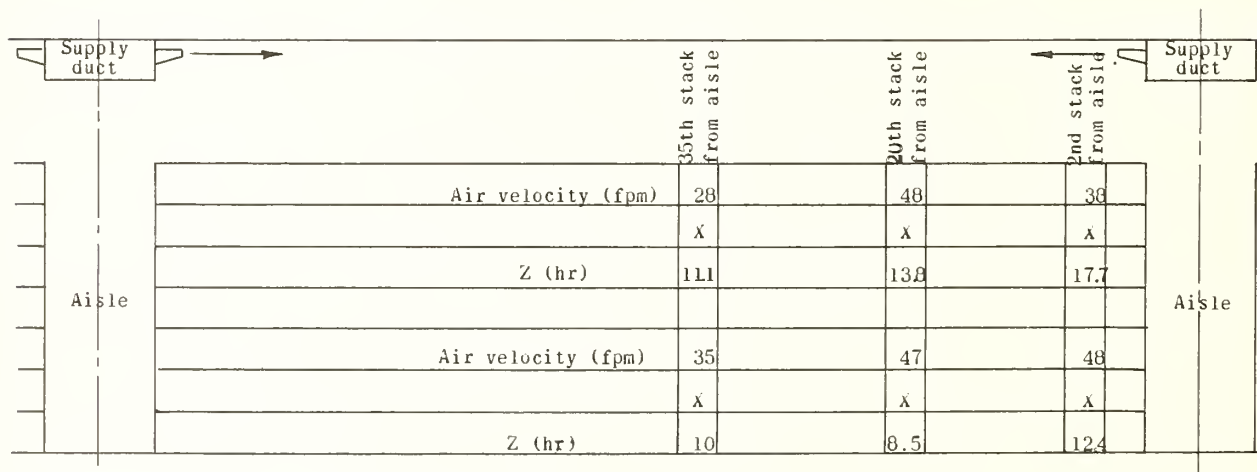 Supply
duct
Supply
duct
35th stack
from aisle
20th stack
from aisle
2nd stack
from aisle
Air velocity (fpm) 28 48 38
X X X
Z (hr) 11.1 13.8 17.7
Aisle
Aisle
Air velocity (fpm) 35 47 48
X X X
Z (hr) 10 8.5 12.4